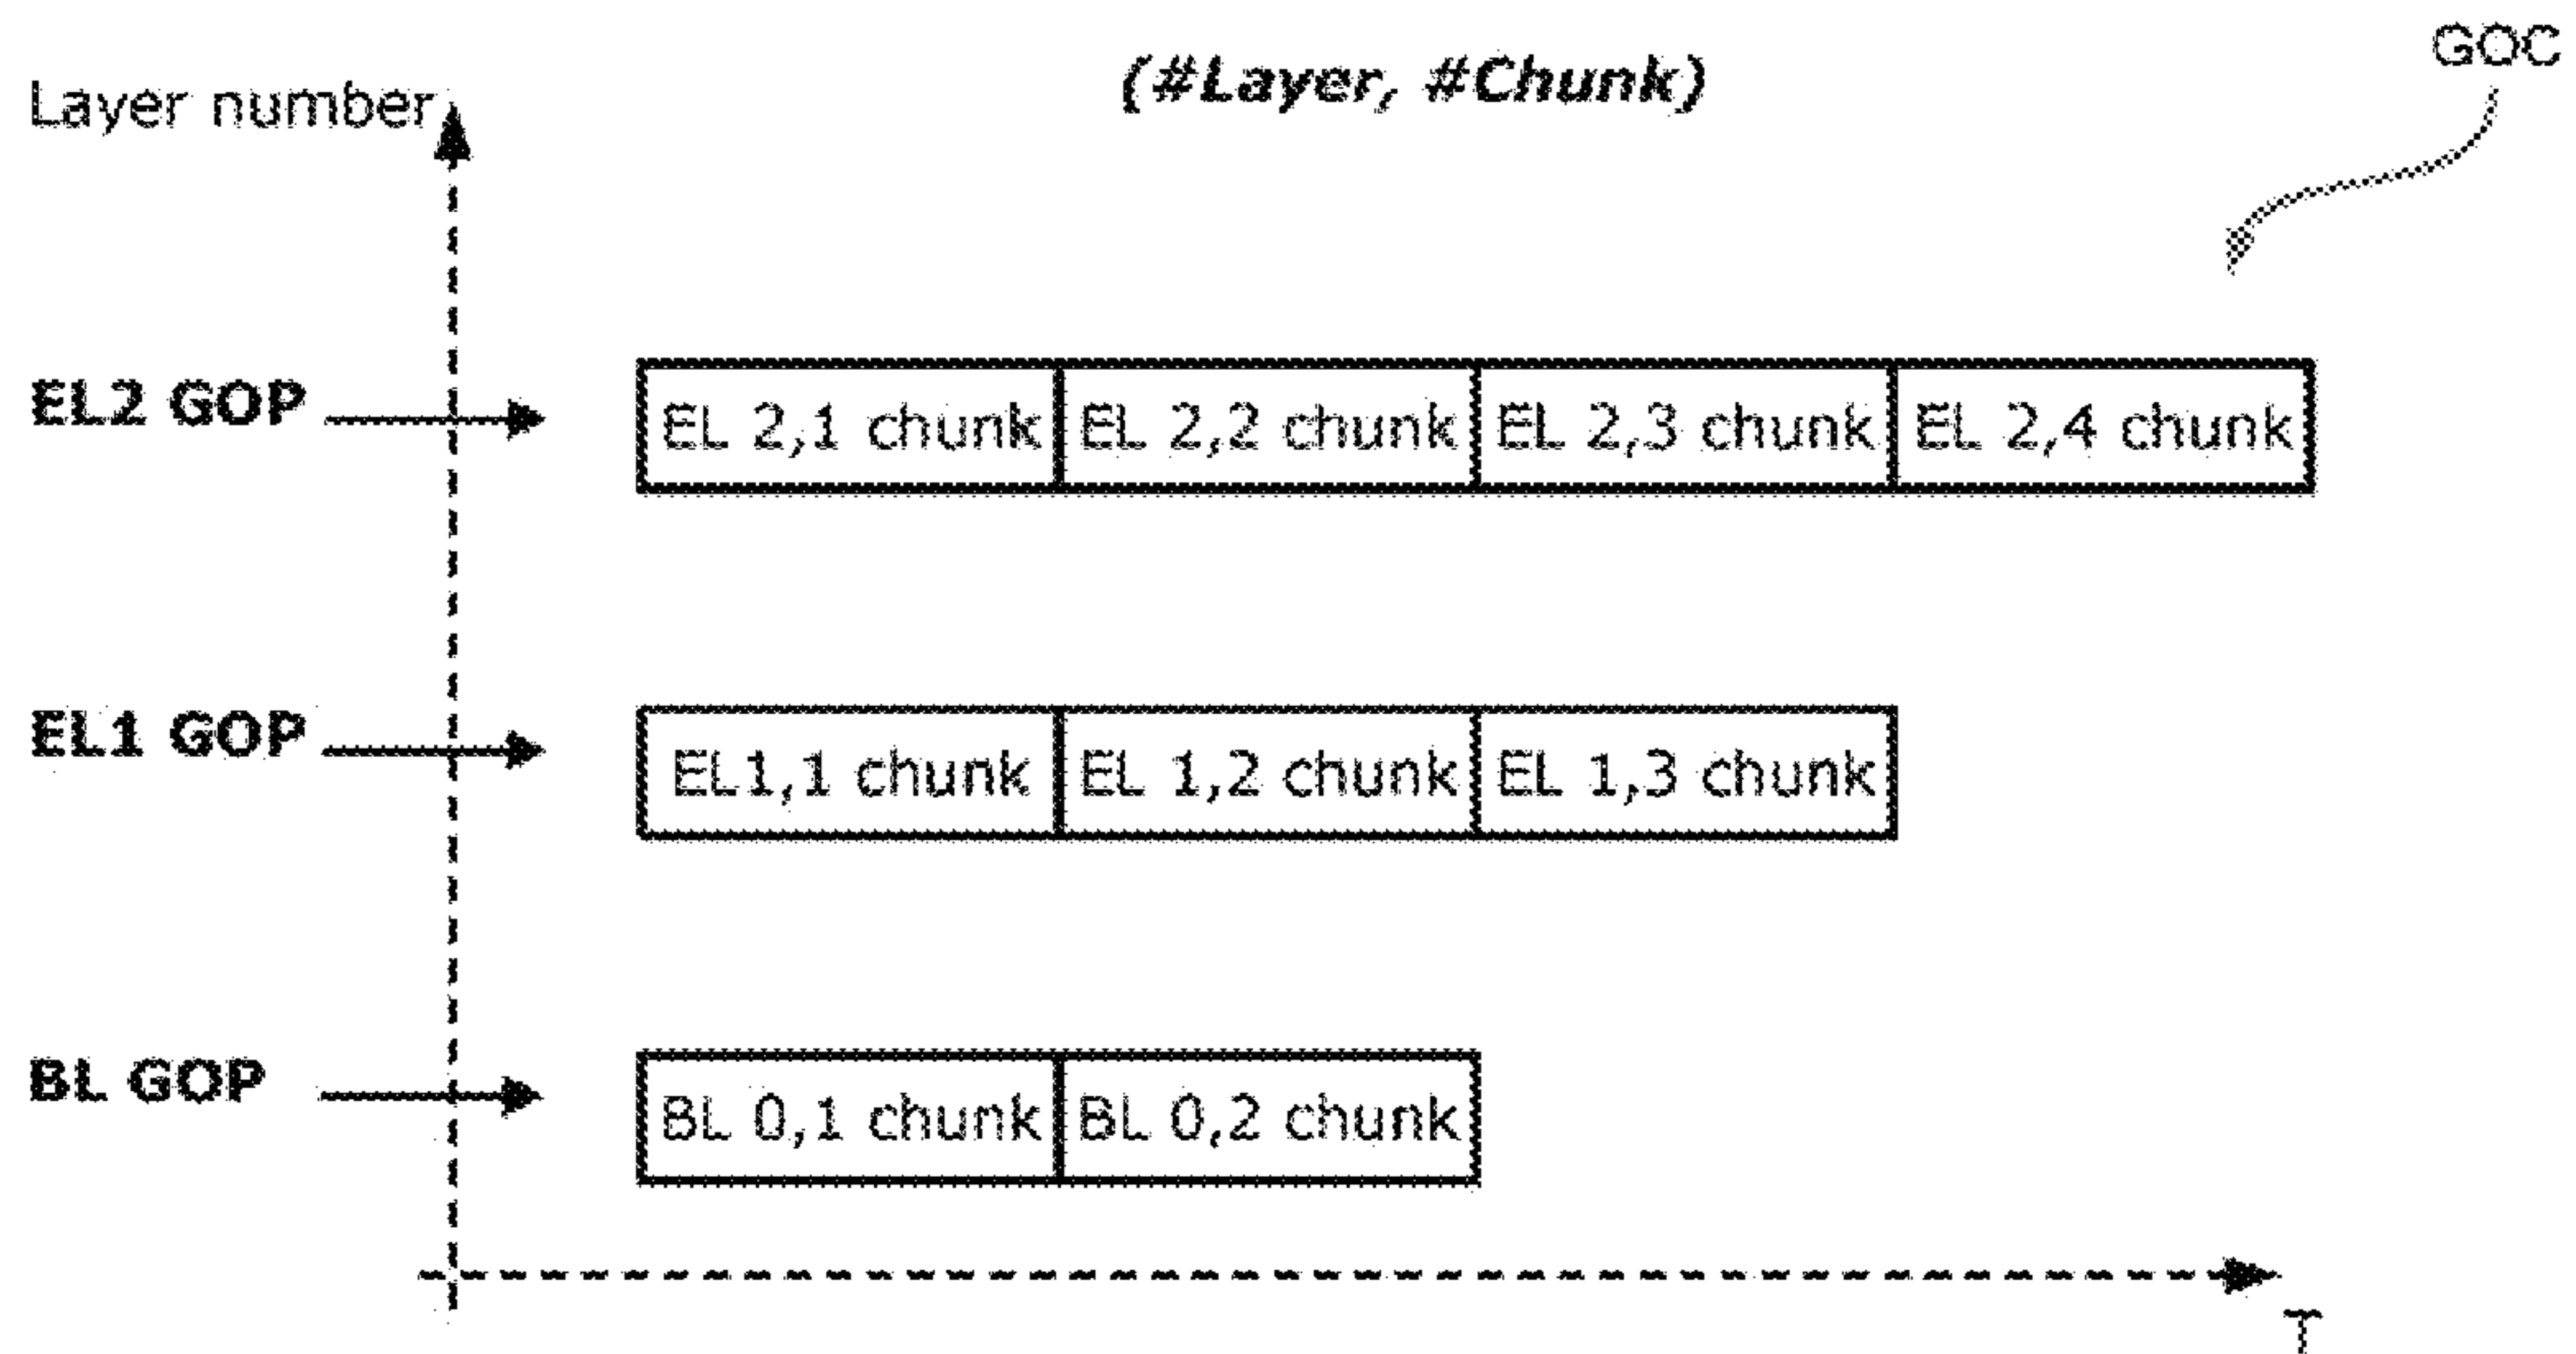 GOC
(#Layer, #Chunk)
Layer number
EL2 GOP
EL 2,1 chunk
EL 2,2 chunk
EL 2,3 chunk
EL 2,4 chunk
EL1 GOP
EL1,1 chunk
EL 1,2 chunk
EL 1,3 chunk
BL GOP
BL 0,1 chunk
BL 0,2 chunk
T